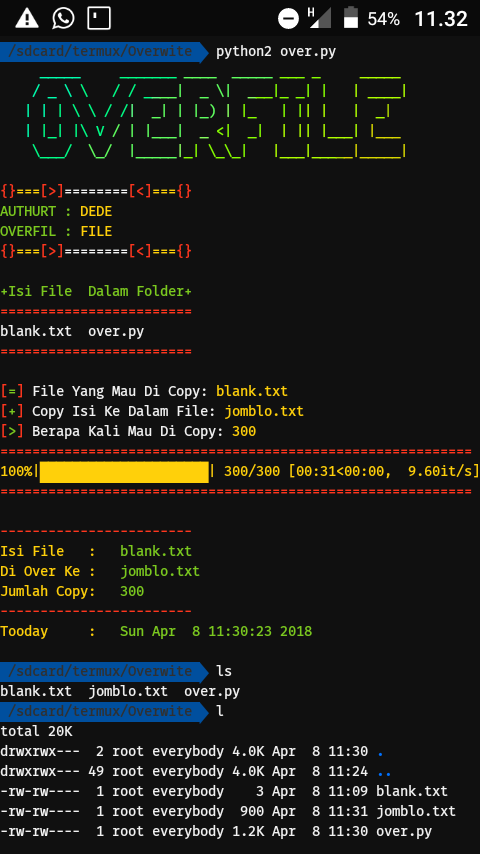 H 54% 11.32
/sdcard/termux/Overwite python2 over.py
OVERFILE
{}===[>]========[<]==={}
AUTHURT : DEDE
OVERFIL : FILE
{}===[>]========[<]==={}
+Isi File  Dalam Folder+
========================
blank.txt  over.py
========================
[=] File Yang Mau Di Copy: blank.txt
[+] Copy Isi Ke Dalam File: jomblo.txt
[>] Berapa Kali Mau Di Copy: 300
===========================================================
100%|█████████████████████| 300/300 [00:31<00:00,  9.60it/s]
===========================================================
------------------------
Isi File   :   blank.txt
Di Over Ke :   jomblo.txt
Jumlah Copy:   300
------------------------
Tooday     :   Sun Apr  8 11:30:23 2018
/sdcard/termux/Overwite ls
blank.txt  jomblo.txt  over.py
/sdcard/termux/Overwite l
total 20K
drwxrwx---  2 root everybody 4.0K Apr  8 11:30 .
drwxrwx--- 49 root everybody 4.0K Apr  8 11:24 ..
-rw-rw----  1 root everybody    3 Apr  8 11:09 blank.txt
-rw-rw----  1 root everybody  900 Apr  8 11:31 jomblo.txt
-rw-rw----  1 root everybody 1.2K Apr  8 11:30 over.py